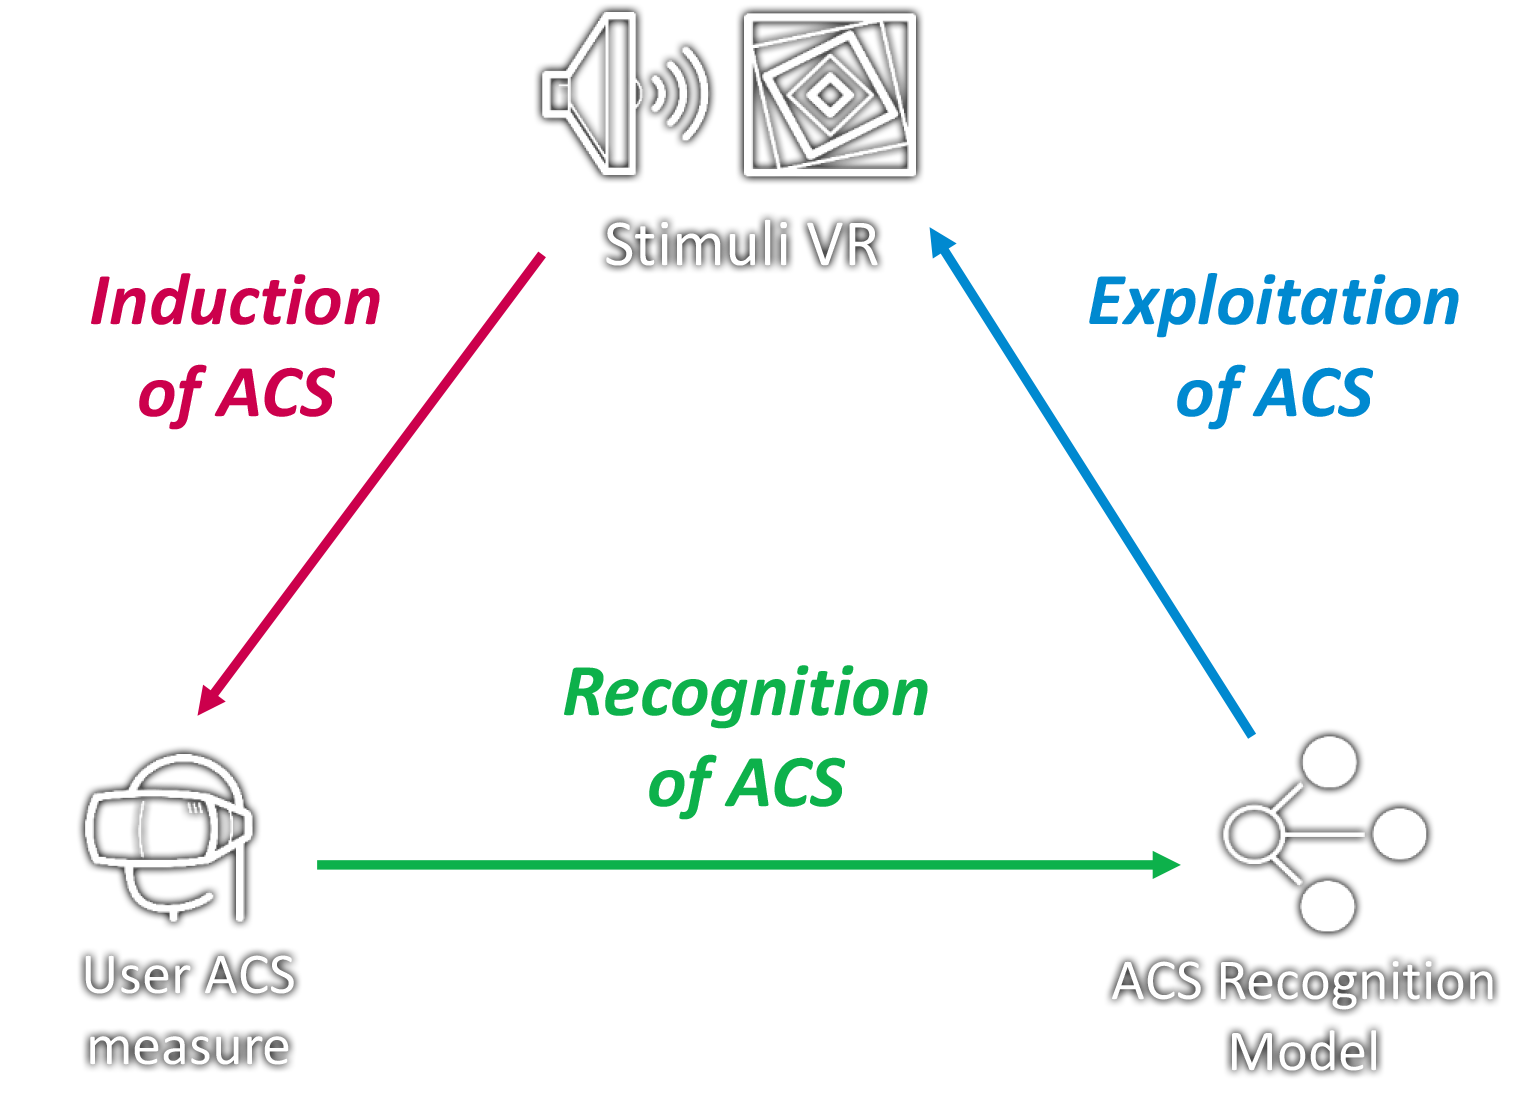 Stimuli VR
Induction
of ACS
Exploitation
of ACS
Recognition
of ACS
User ACS
measure
ACS Recognition
Model